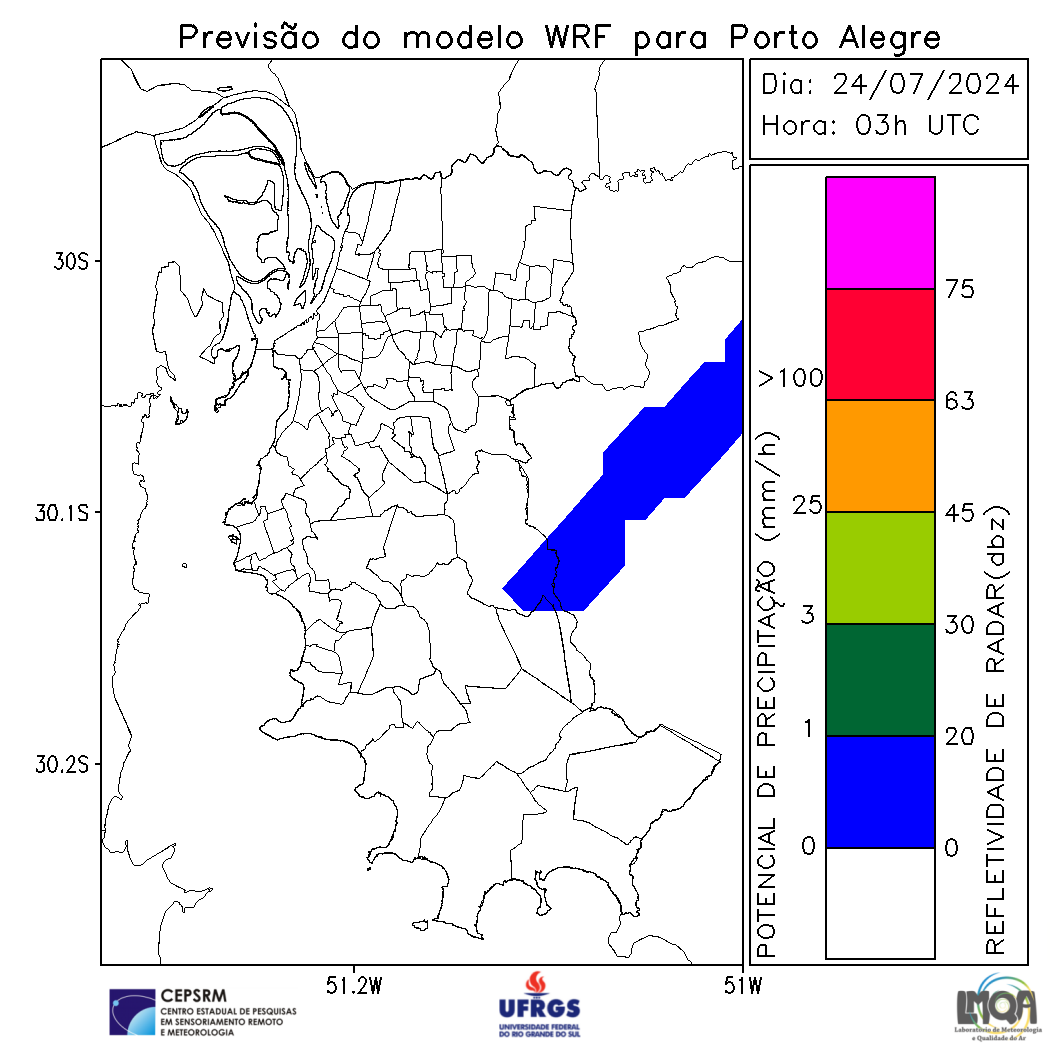 Previsão do modelo WRF para Porto Alegre
Dia: 24/07/2024
Hora: 03h UTC
30S
30.1S
30.2S
51.2W
51W
POTENCIAL DE PRECIPITAÇÃO (mm/h)
>100
25
3
1
0
75
63
45
30
20
0
REFLETIVIDADE DE RADAR(dbz)
CEPSRM
CENTRO ESTADUAL DE PESQUISAS
EM SENSORIAMENTO REMOTO
E METEOROLOGIA
UFRGS
UNIVERSIDADE FEDERAL
DO RIO GRANDE DO SUL
LMQA
Laboratório de Meteorologia
e Qualidade do Ar